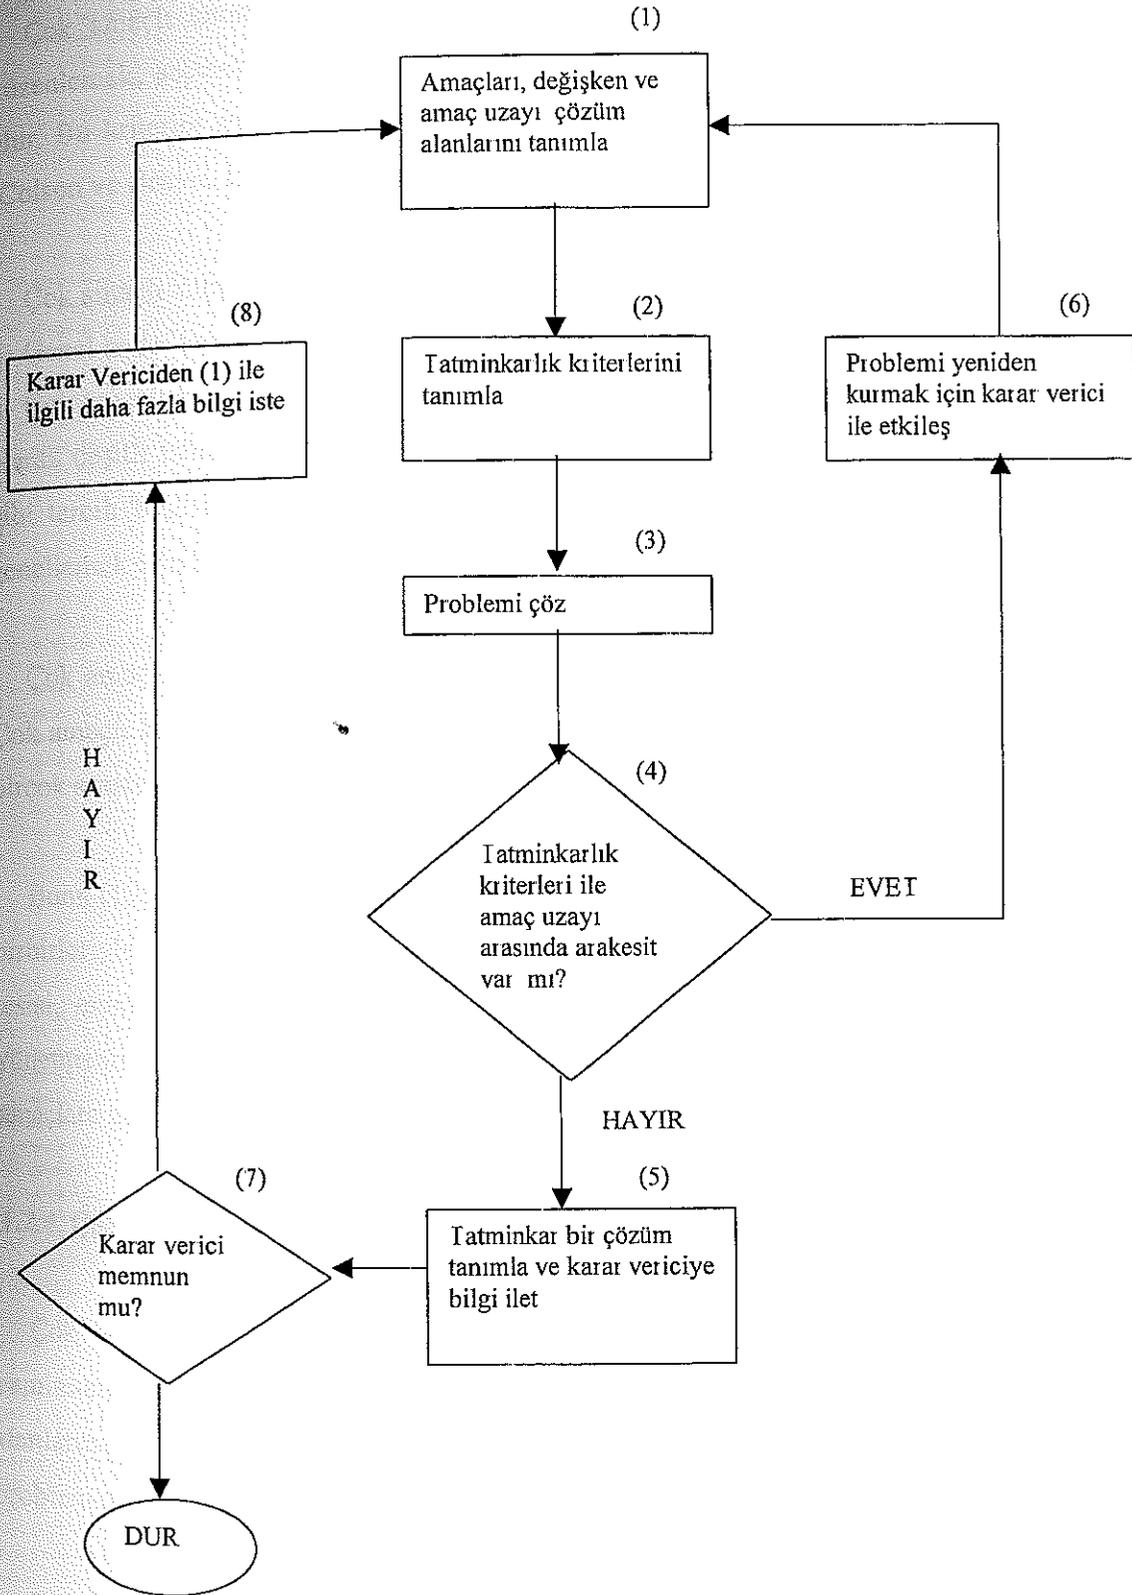 (1)
Amaçları, değişken ve
amaç uzayı çözüm
alanlarını tanımla
(8)
Karar Vericiden (1) ile
ilgili daha fazla bilgi iste
(2)
Tatminkarlık kriterlerini
tanımla
(6)
Problemi yeniden
kurmak için karar verici
ile etkileş
(3)
Problemi çöz
H
A
Y
I
R
(4)
Tatminkarlık
kriterleri ile
amaç uzayı
arasında arakesit
var mı?
EVET
HAYIR
(5)
Tatminkar bir çözüm
tanımla ve karar vericiye
bilgi ilet
(7)
Karar verici
memnun
mu?
DUR